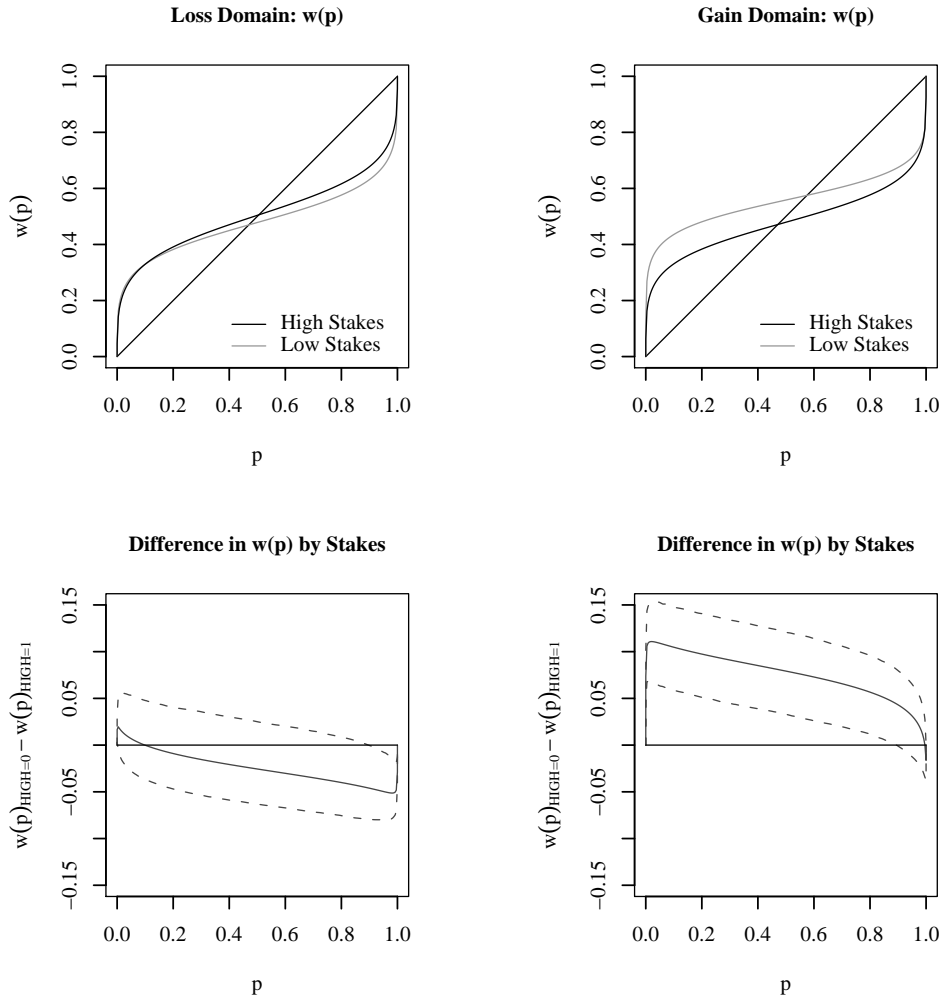 Loss Domain: w(p)
w(p)
1.0
0.8
0.6
0.4
0.2
0.0
High Stakes
Low Stakes
0.0 0.2 0.4 0.6 0.8 1.0
p
Gain Domain: w(p)
w(p)
1.0
0.8
0.6
0.4
0.2
0.0
High Stakes
Low Stakes
0.0 0.2 0.4 0.6 0.8 1.0
p
Difference in w(p) by Stakes
w(p)HIGH=0 − w(p)HIGH=1
0.15
0.05
−0.05
−0.15
0.0 0.2 0.4 0.6 0.8 1.0
p
Difference in w(p) by Stakes
w(p)HIGH=0 − w(p)HIGH=1
0.15
0.05
−0.05
−0.15
0.0 0.2 0.4 0.6 0.8 1.0
p